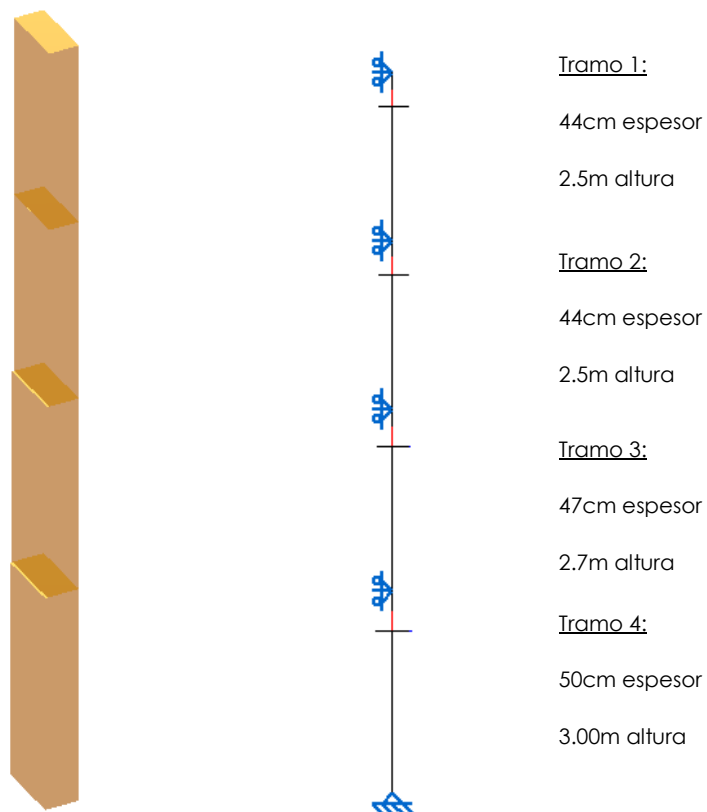 Tramo 1:
44cm espesor
2.5m altura
Tramo 2:
44cm espesor
2.5m altura
Tramo 3:
47cm espesor
2.7m altura
Tramo 4:
50cm espesor
3.00m altura